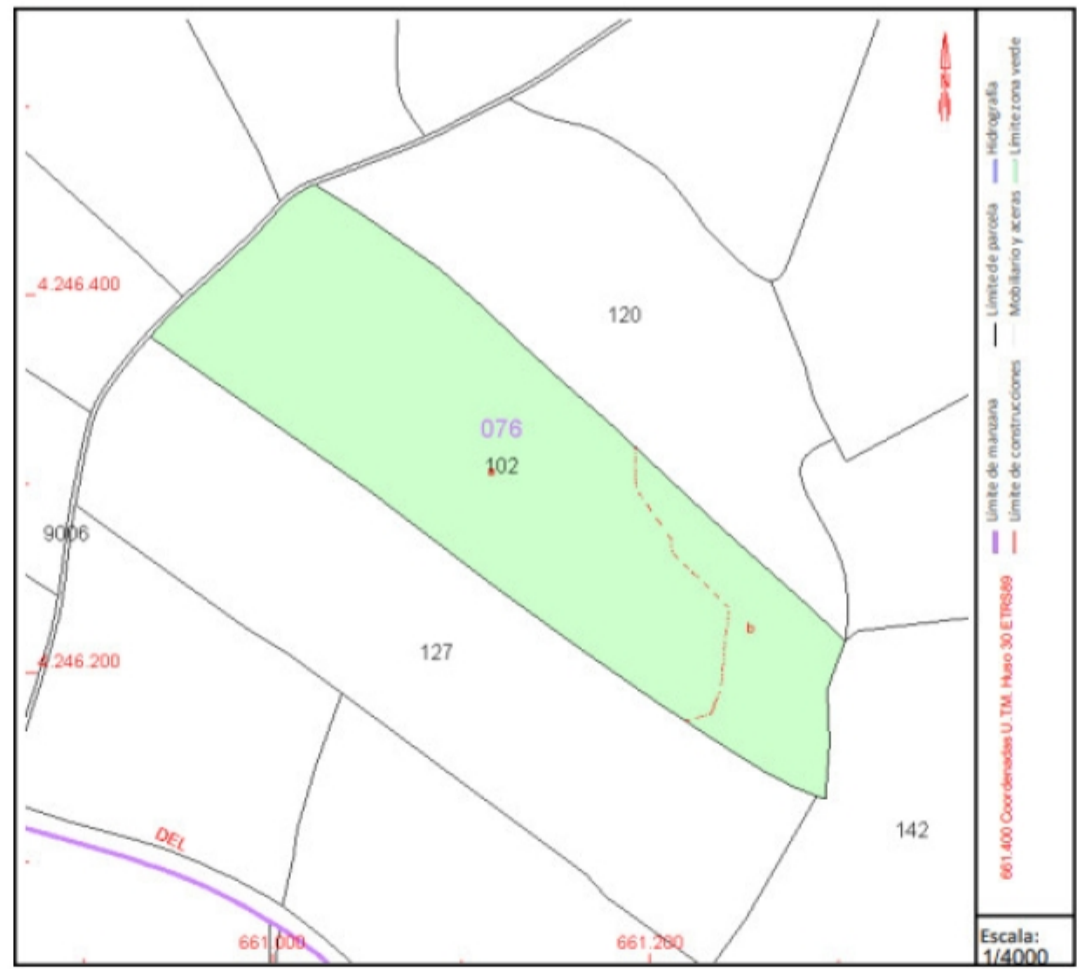 4.246.400
120
076
102
9006
b
127
4.246.200
142
DEL
661.000
661.200
661.400 Coordenadas U.T.M. Huso 30 ETRS89
Límite de manzana
Límite de parcela
Hidrografía
Límite de construcciones
Mobiliario y aceras
Límite zona verde
Escala:
1/4000